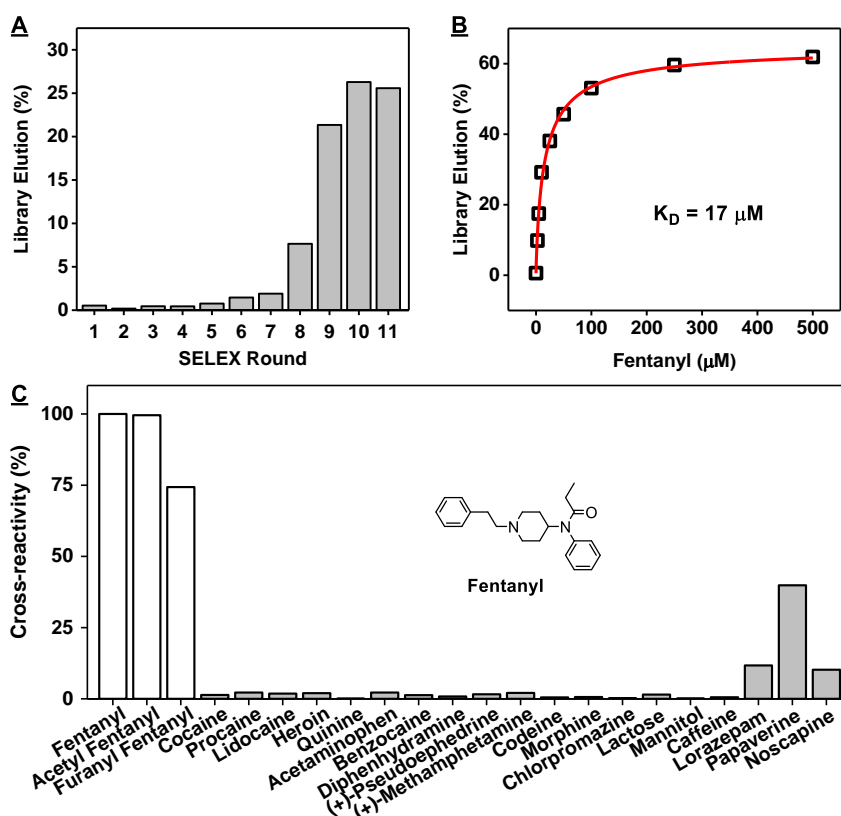 A
Library Elution (%)
30
25
20
15
10
5
0
1 2 3 4 5 6 7 8 9 10 11
SELEX Round
B
Library Elution (%)
60
40
20
0
K_D = 17 μM
0 100 200 300 400 500
Fentanyl (μM)
C
Cross-reactivity (%)
100
75
50
25
0
N
N
O
Fentanyl
Fentanyl
Acetyl Fentanyl
Furanyl Fentanyl
Cocaine
Procaine
Lidocaine
Heroin
Quinine
Acetaminophen
Benzocaine
Diphenhydramine
(+)-Pseudoephedrine
(+)-Methamphetamine
Codeine
Morphine
Chlorpromazine
Lactose
Mannitol
Caffeine
Lorazepam
Papaverine
Noscapine